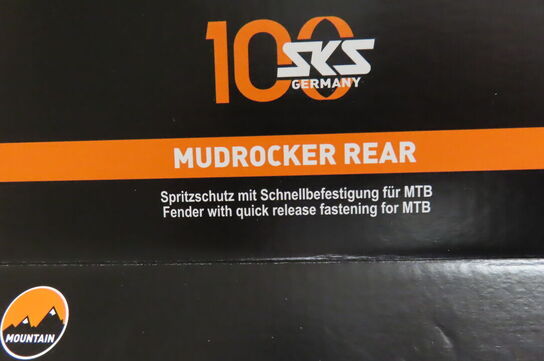 100 SKS
GERMANY
MUDROCKER REAR
Spritzschutz mit Schnellbefestigung für MTB
Fender with quick release fastening for MTB
MOUNTAIN